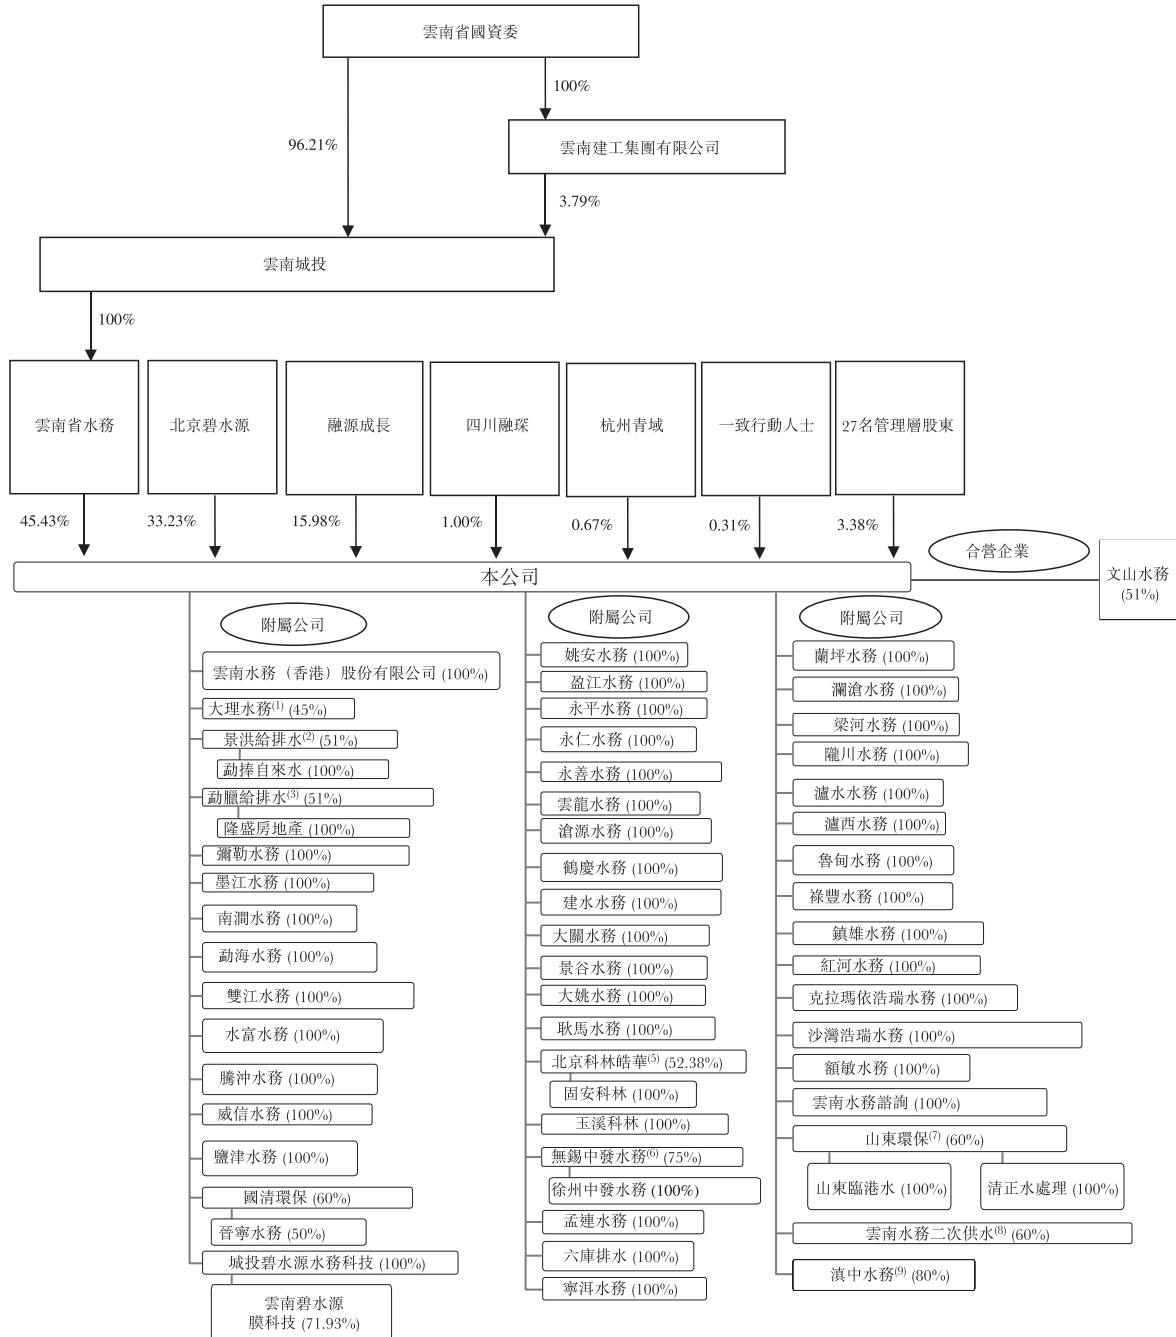 雲南省國資委
100%
96.21%
雲南建工集團有限公司
3.79%
雲南城投
100%
雲南省水務
北京碧水源
融源成長
四川融琛
杭州青域
一致行動人士
27名管理層股東
45.43%
33.23%
15.98%
1.00%
0.67%
0.31%
3.38%
本公司
合營企業
文山水務
(51%)
附屬公司
雲南水務（香港）股份有限公司 (100%)
大理水務(1) (45%)
景洪給排水(2) (51%)
勐捧自來水 (100%)
勐臘給排水(3) (51%)
隆盛房地產 (100%)
彌勒水務 (100%)
墨江水務 (100%)
南澗水務 (100%)
勐海水務 (100%)
雙江水務 (100%)
水富水務 (100%)
騰沖水務 (100%)
威信水務 (100%)
鹽津水務 (100%)
國清環保 (60%)
晉寧水務 (50%)
城投碧水源水務科技 (100%)
雲南碧水源
膜科技 (71.93%)
附屬公司
姚安水務 (100%)
盈江水務 (100%)
永平水務 (100%)
永仁水務 (100%)
永善水務 (100%)
雲龍水務 (100%)
滄源水務 (100%)
鶴慶水務 (100%)
建水水務 (100%)
大關水務 (100%)
景谷水務 (100%)
大姚水務 (100%)
耿馬水務 (100%)
北京科林皓華(5) (52.38%)
固安科林 (100%)
玉溪科林 (100%)
無錫中發水務(6) (75%)
徐州中發水務 (100%)
孟連水務 (100%)
六庫排水 (100%)
寧洱水務 (100%)
附屬公司
蘭坪水務 (100%)
瀾滄水務 (100%)
梁河水務 (100%)
隴川水務 (100%)
瀘水水務 (100%)
瀘西水務 (100%)
魯甸水務 (100%)
祿豐水務 (100%)
鎮雄水務 (100%)
紅河水務 (100%)
克拉瑪依浩瑞水務 (100%)
沙灣浩瑞水務 (100%)
額敏水務 (100%)
雲南水務諮詢 (100%)
山東環保(7) (60%)
山東臨港水 (100%)
清正水處理 (100%)
雲南水務二次供水(8) (60%)
滇中水務(9) (80%)